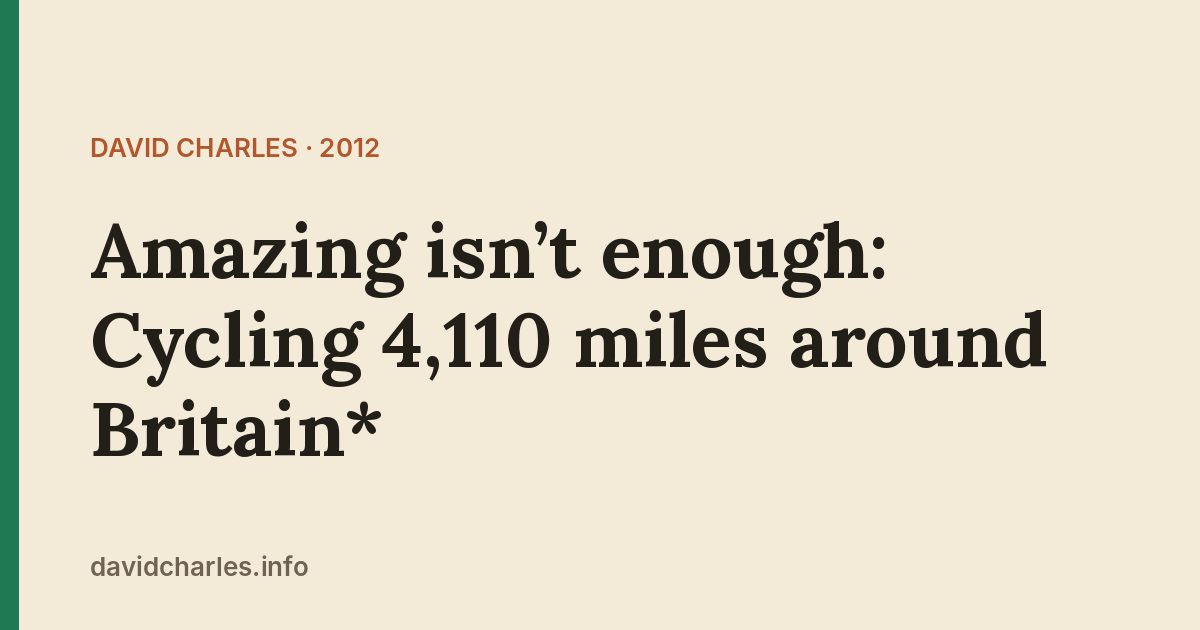 DAVID CHARLES · 2012
Amazing isn’t enough:
Cycling 4,110 miles around
Britain*
davidcharles.info